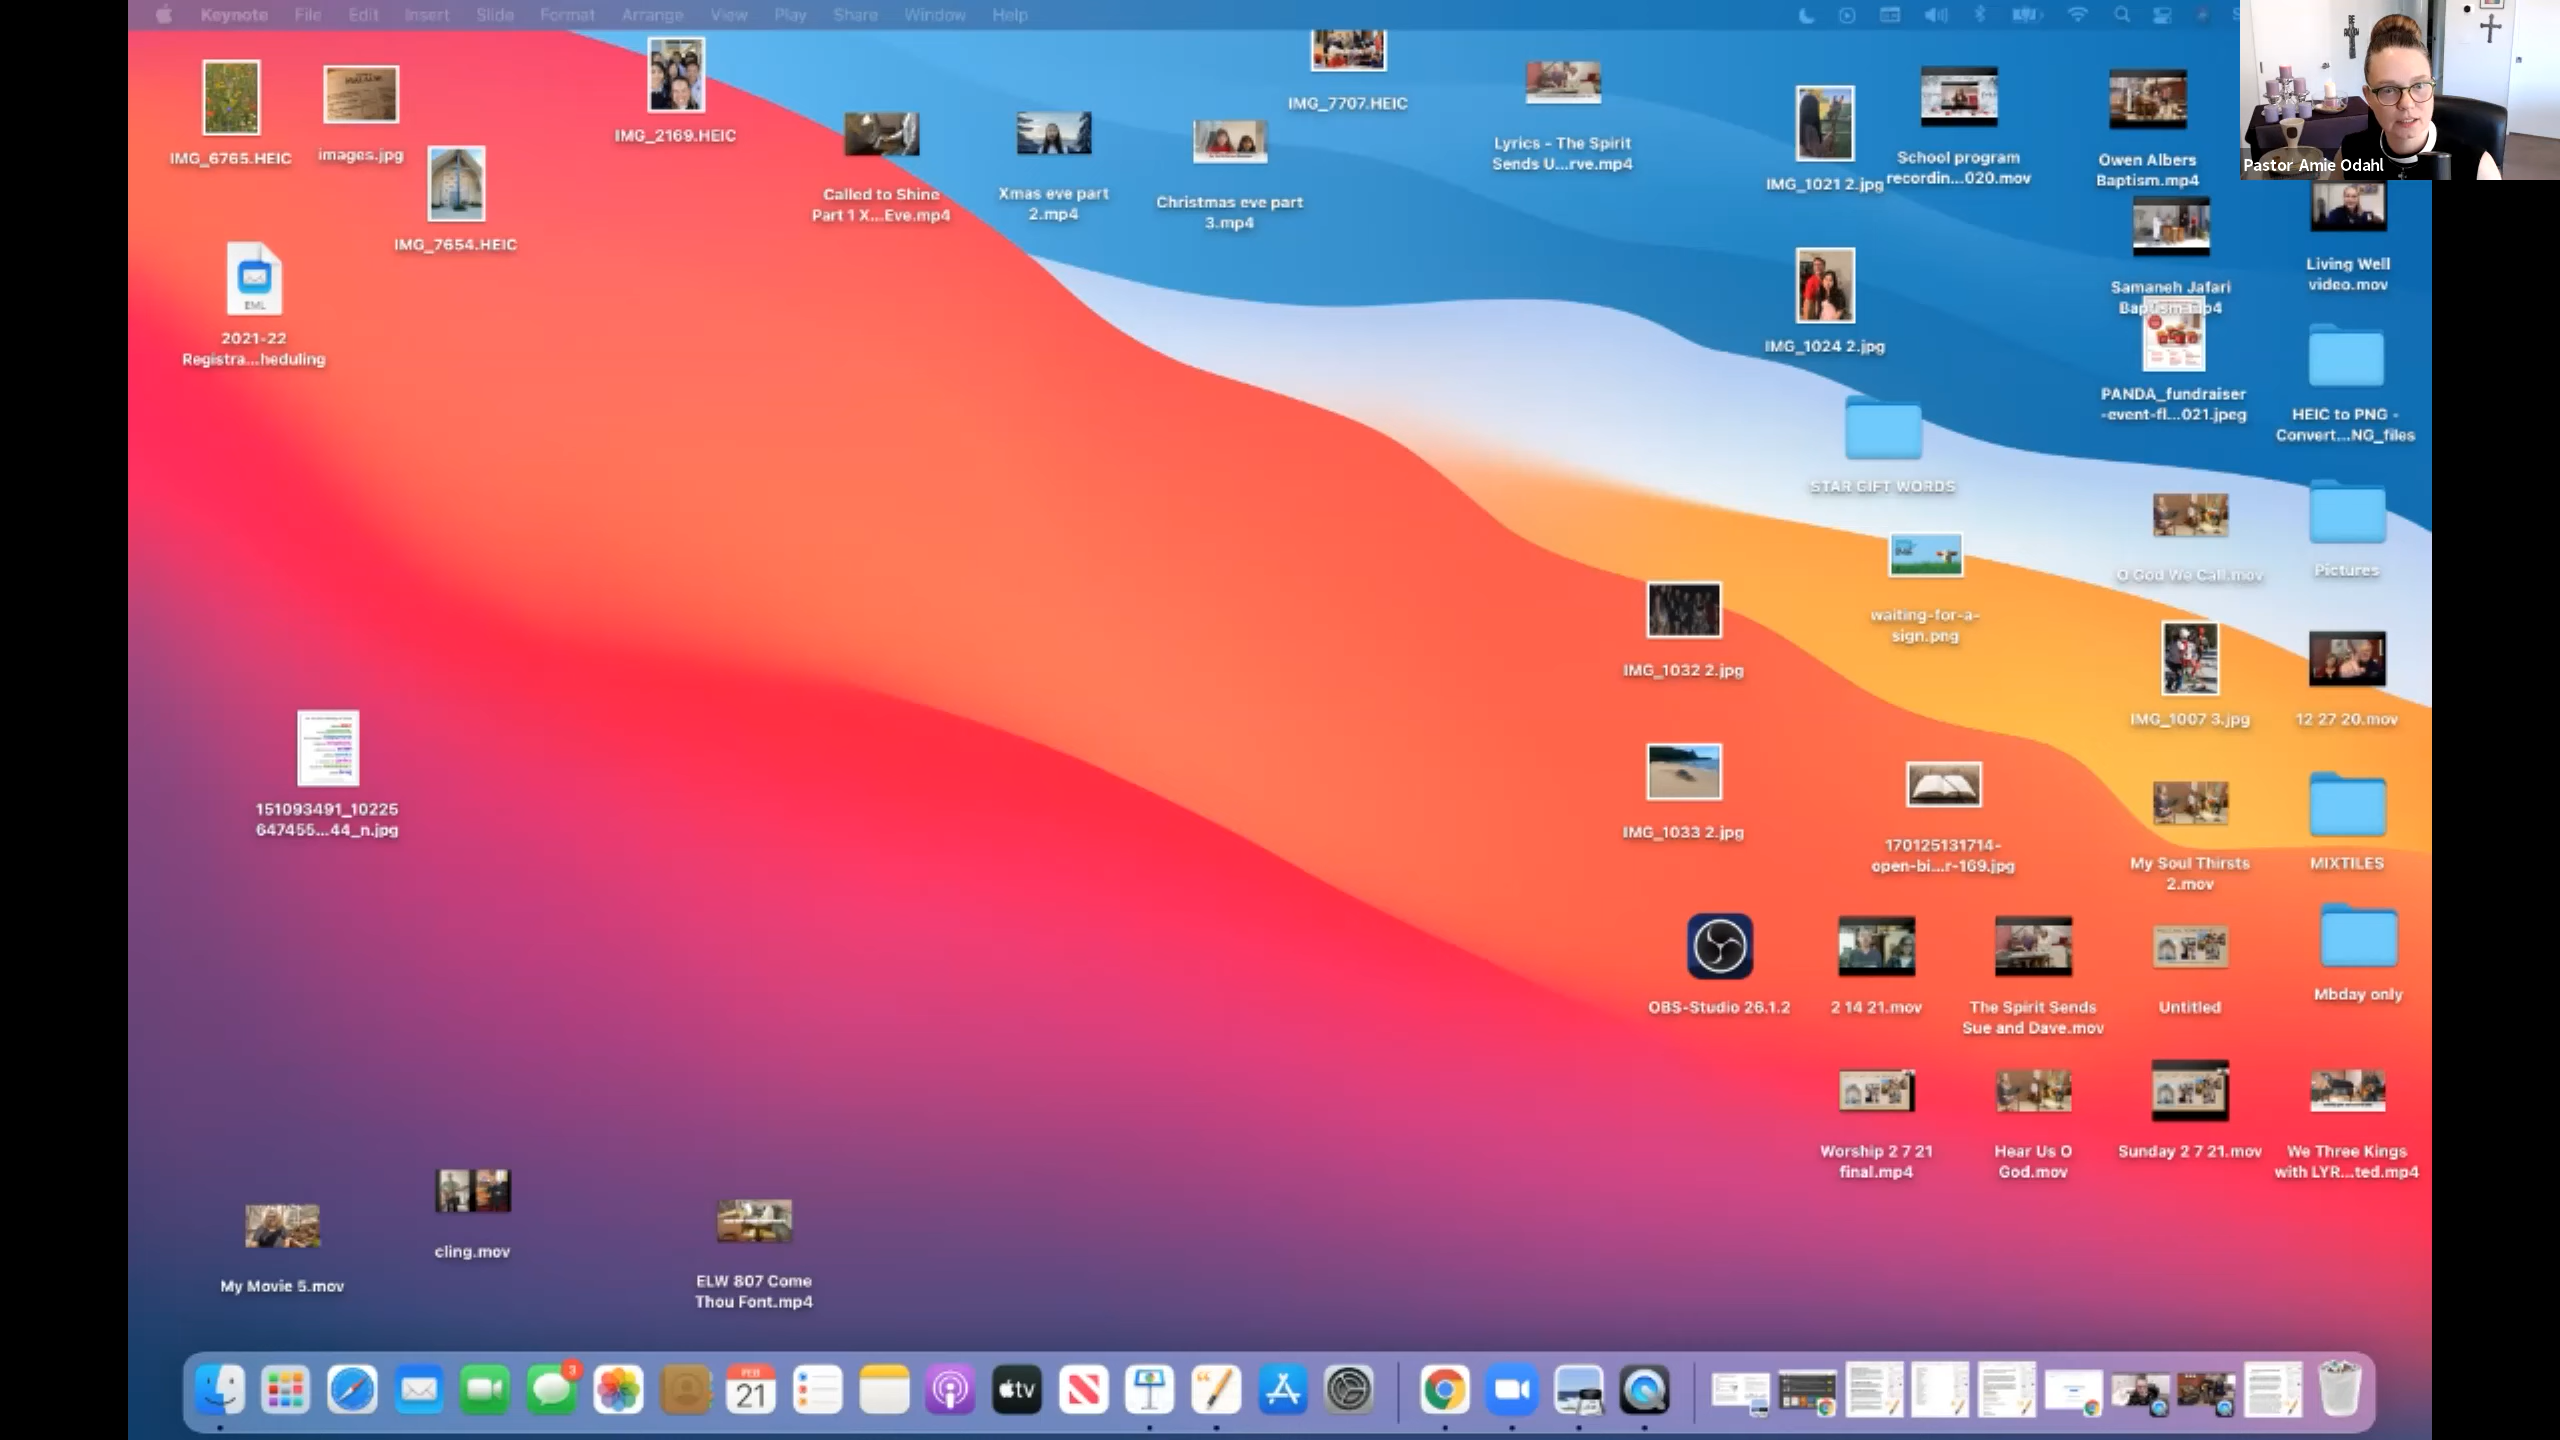 Keynote File Edit Insert Slide Format Arrange View Play Share Window Help
Pastor Amie Odahl
IMG_6765.HEIC
images.jpg
IMG_7654.HEIC
IMG_2169.HEIC
Called to Shine
Part 1 X...Eve.mp4
Xmas eve part
2.mp4
Christmas eve part
3.mp4
IMG_7707.HEIC
Lyrics - The Spirit
Sends U...rve.mp4
IMG_1021 2.jpg
School program
recordin...020.mov
Owen Albers
Baptism.mp4
Living Well
video.mov
EML
2021-22
Registra...heduling
IMG_1024 2.jpg
Samaneh Jafari
Baptism.mp4
PANDA_fundraiser
-event-fl...021.jpeg
HEIC to PNG -
Convert...NG_files
STAR GIFT WORDS
O God We Call.mov
Pictures
waiting-for-a-
sign.png
IMG_1032 2.jpg
IMG_1007 3.jpg
12 27 20.mov
151093491_10225
647455...44_n.jpg
IMG_1033 2.jpg
170125131714-
open-bi...r-169.jpg
My Soul Thirsts
2.mov
MIXTILES
OBS-Studio 26.1.2
2 14 21.mov
The Spirit Sends
Sue and Dave.mov
Untitled
Mbday only
Worship 2 7 21
final.mp4
Hear Us O
God.mov
Sunday 2 7 21.mov
We Three Kings
with LYR...ted.mp4
My Movie 5.mov
cling.mov
ELW 807 Come
Thou Font.mp4
3
FEB
21
tv